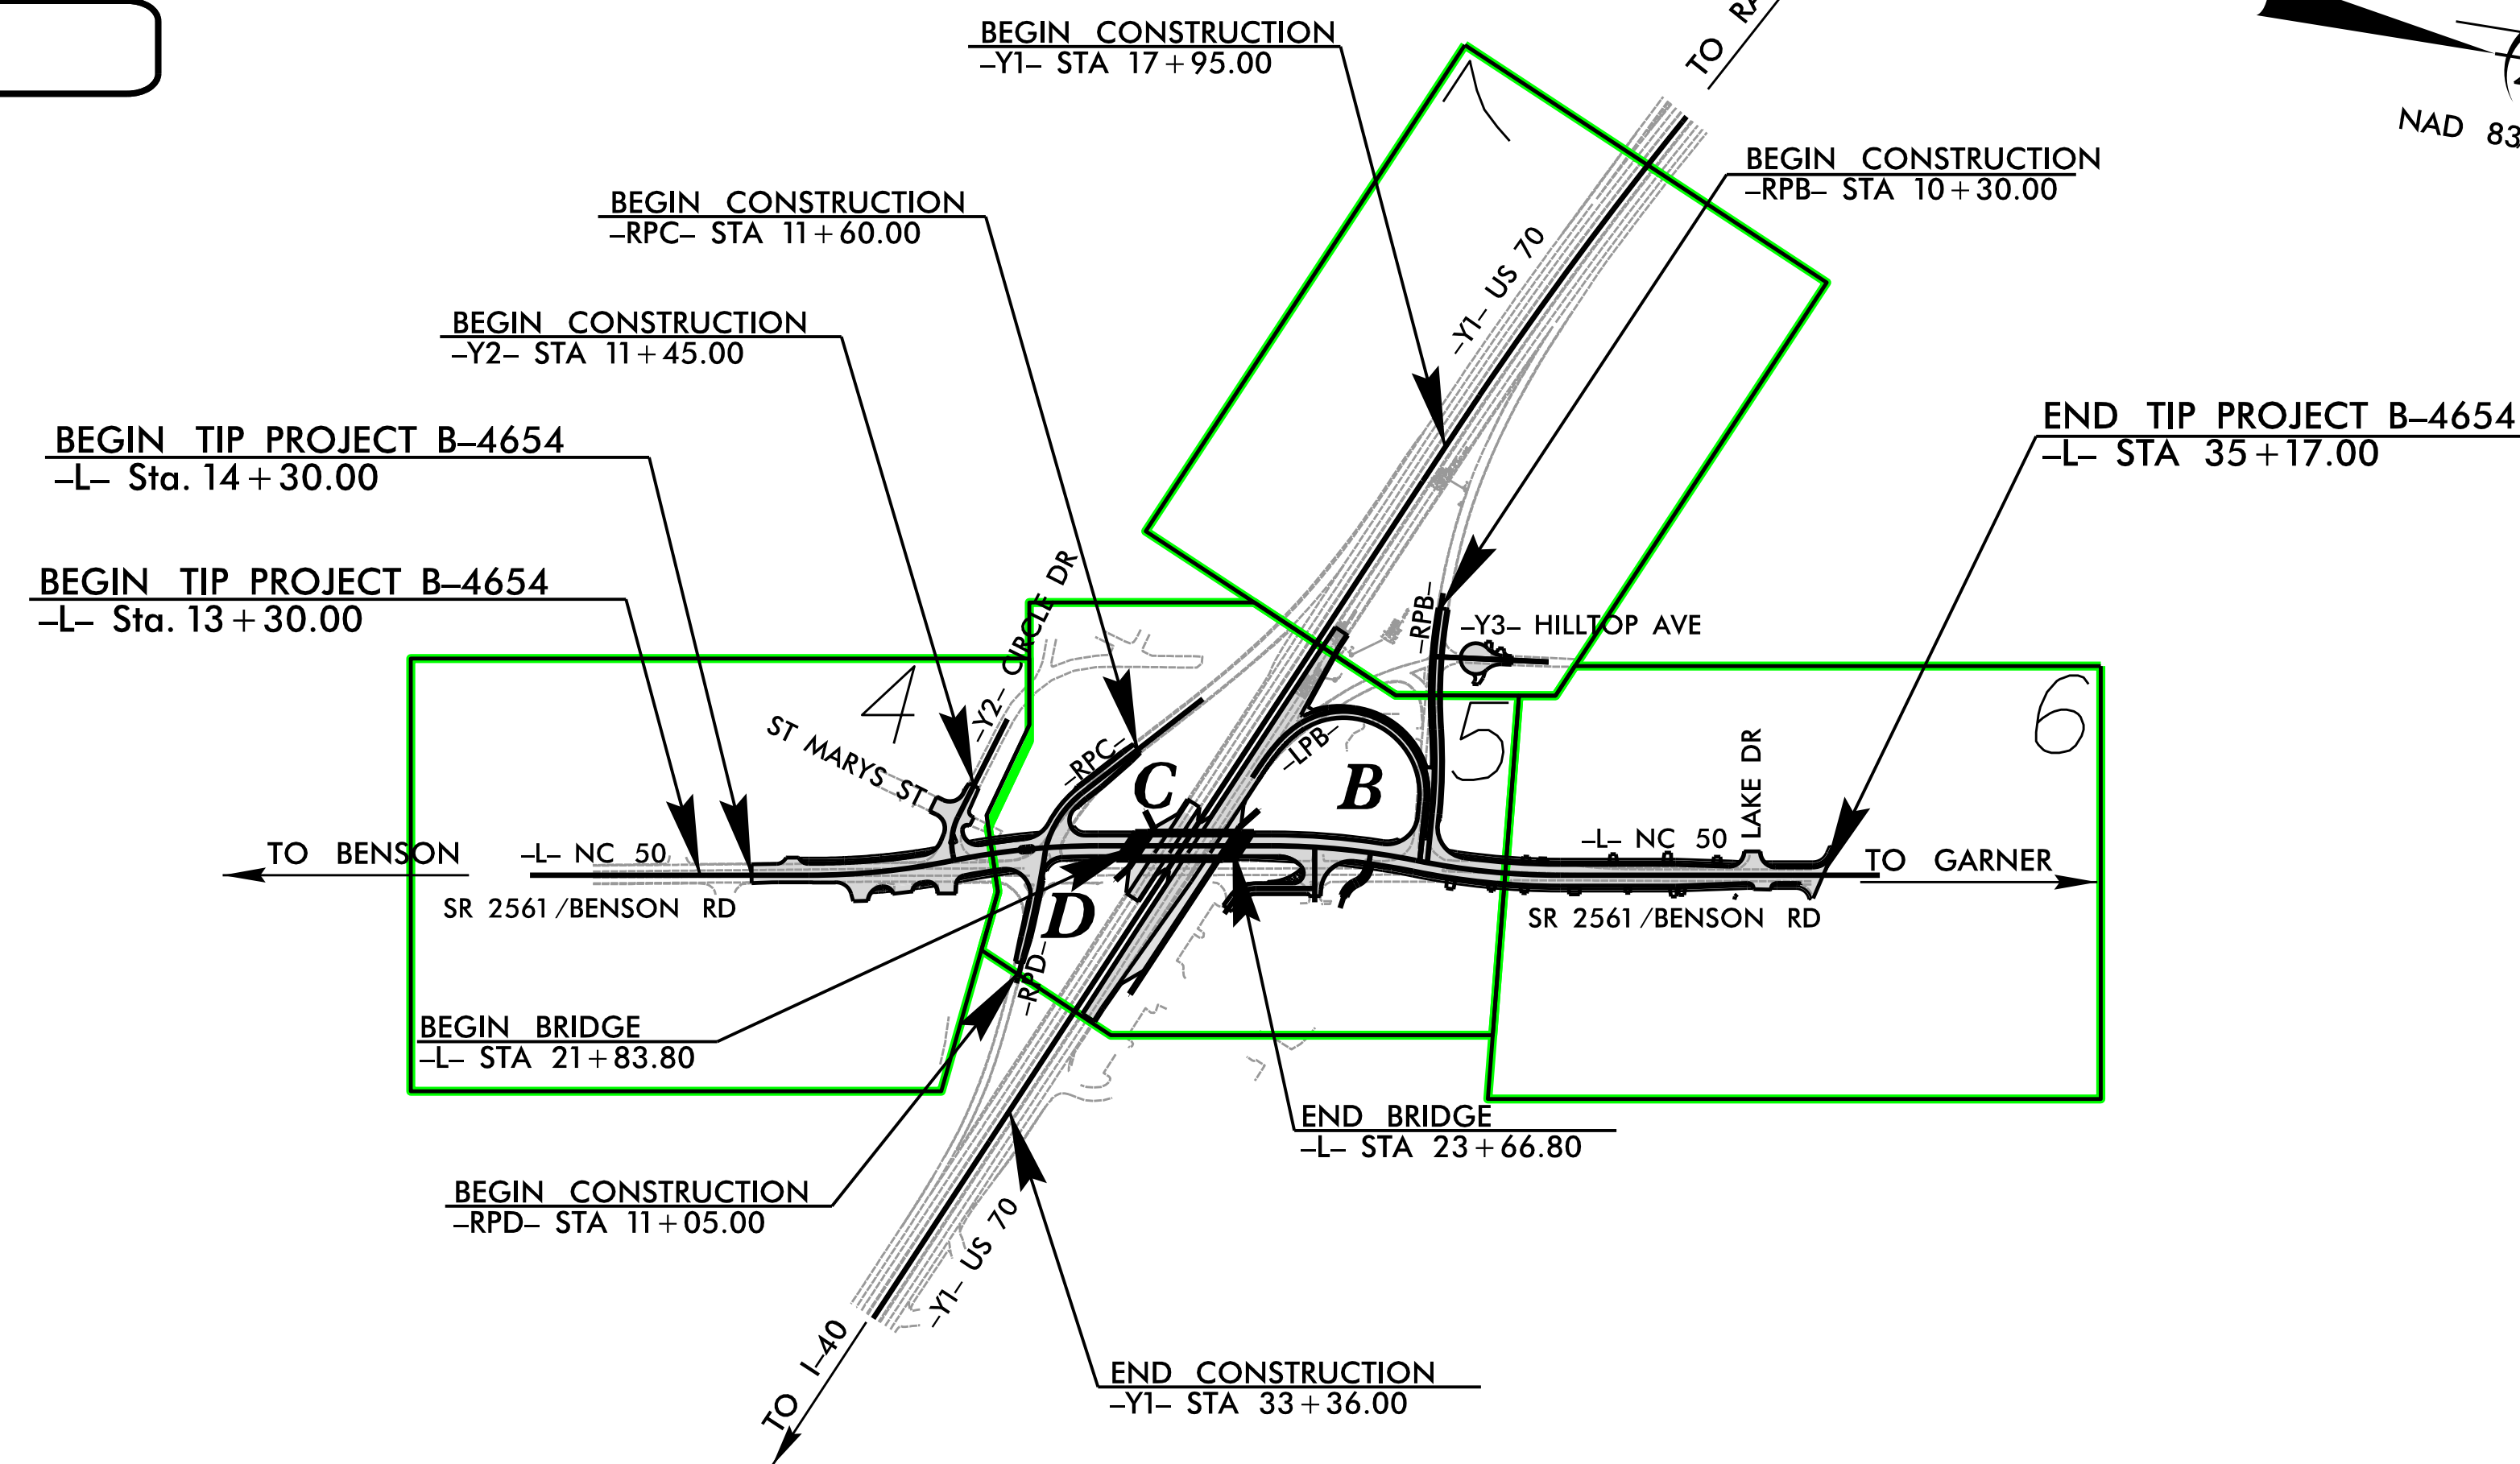 BEGIN CONSTRUCTION
–Y1– STA 17+95.00
TO
NAD 83
BEGIN CONSTRUCTION
–RPB– STA 10+30.00
BEGIN CONSTRUCTION
–RPC– STA 11+60.00
–Y1– US 70
BEGIN CONSTRUCTION
–Y2– STA 11+45.00
END TIP PROJECT B–4654
–L– STA 35+17.00
BEGIN TIP PROJECT B–4654
–L– Sta. 14+30.00
BEGIN TIP PROJECT B–4654
–L– Sta. 13+30.00
–RPB–
–Y3– HILLTOP AVE
–Y2– CIRCLE DR
4
5
6
7
ST MARYS ST
–RPC–
–LPB–
C
B
D
LAKE DR
TO BENSON
–L– NC 50
–L– NC 50
TO GARNER
SR 2561/BENSON RD
SR 2561/BENSON RD
–RPD–
BEGIN BRIDGE
–L– STA 21+83.80
END BRIDGE
–L– STA 23+66.80
BEGIN CONSTRUCTION
–RPD– STA 11+05.00
–Y1– US 70
TO I–40
END CONSTRUCTION
–Y1– STA 33+36.00